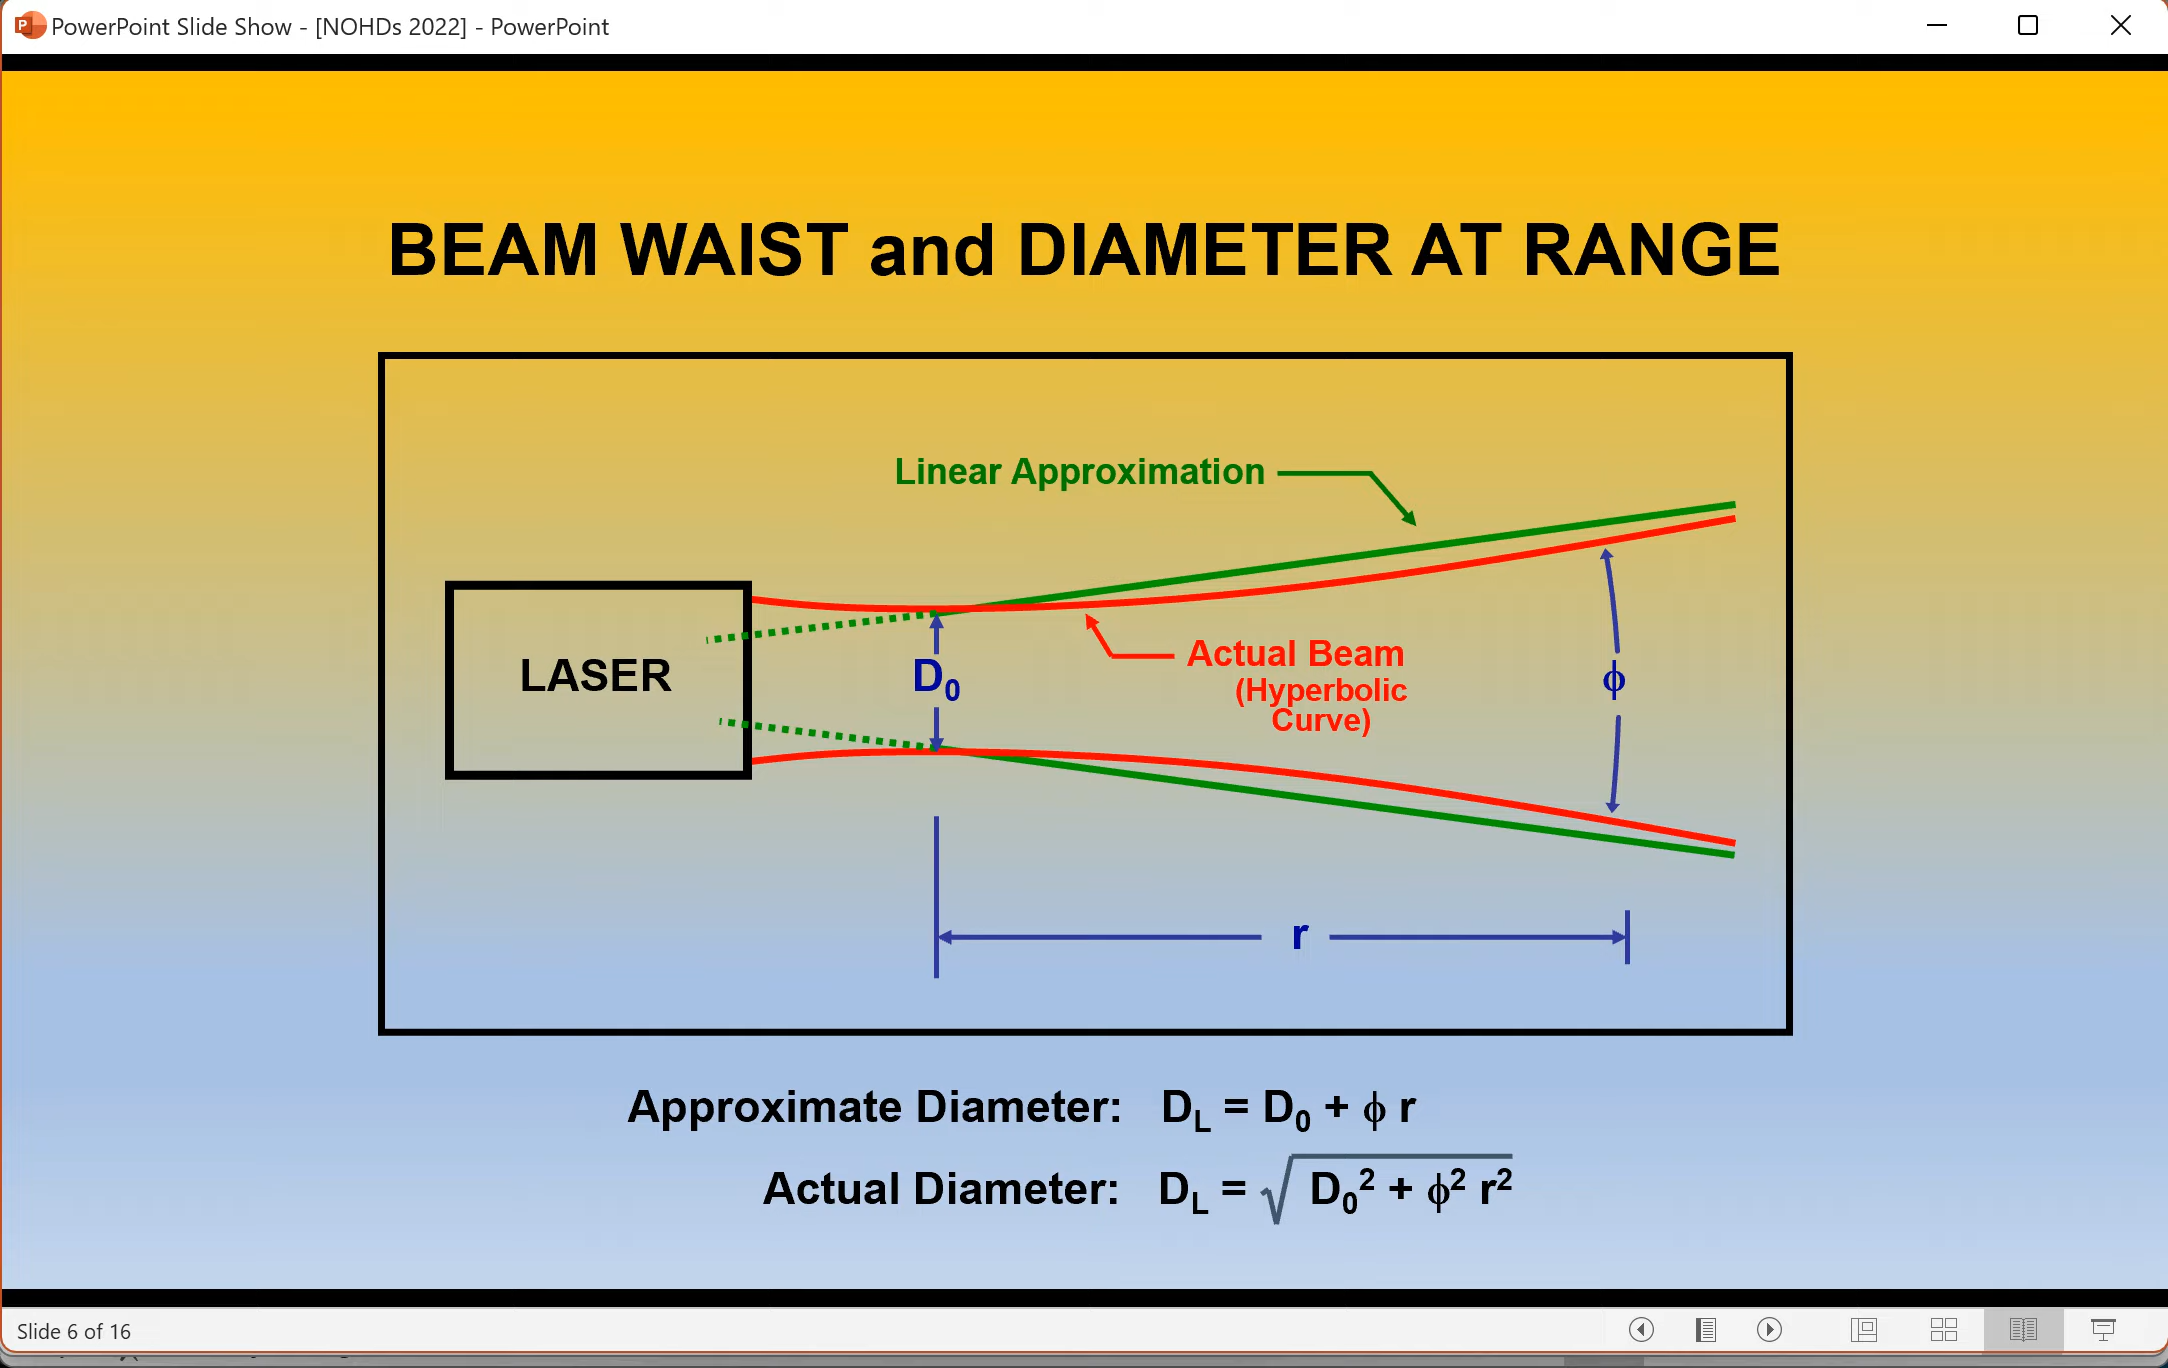 PowerPoint Slide Show - [NOHDs 2022] - PowerPoint
BEAM WAIST and DIAMETER AT RANGE
Linear Approximation
LASER
D₀
Actual Beam
(Hyperbolic
Curve)
ϕ
r
Approximate Diameter: D_L = D₀ + ϕ r
Actual Diameter: D_L = √ D₀² + ϕ² r²
Slide 6 of 16